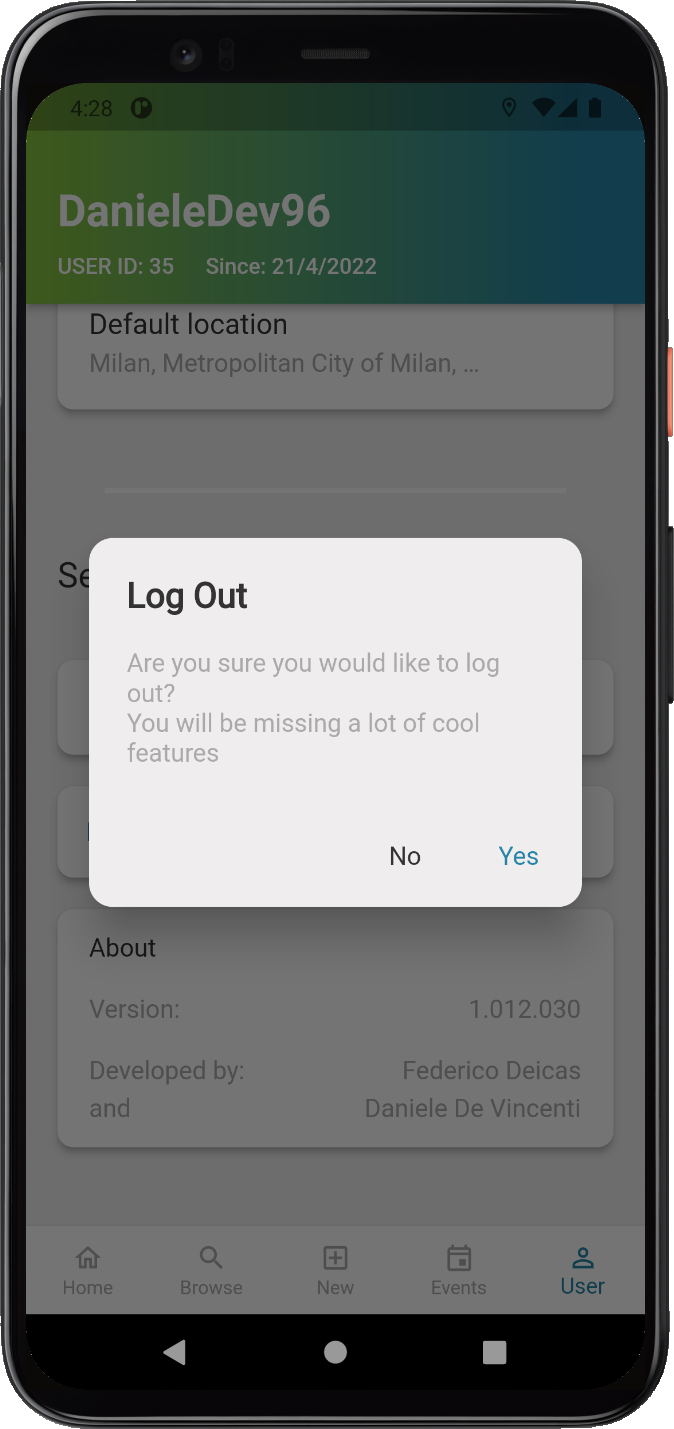 4:28
DanieleDev96
USER ID: 35 Since: 21/4/2022
Default location
Milan, Metropolitan City of Milan, ...
Se
Log Out
Are you sure you would like to log
out?
You will be missing a lot of cool
features
No Yes
About
Version: 1.012.030
Developed by: Federico Deicas
and Daniele De Vincenti
Home Browse New Events User